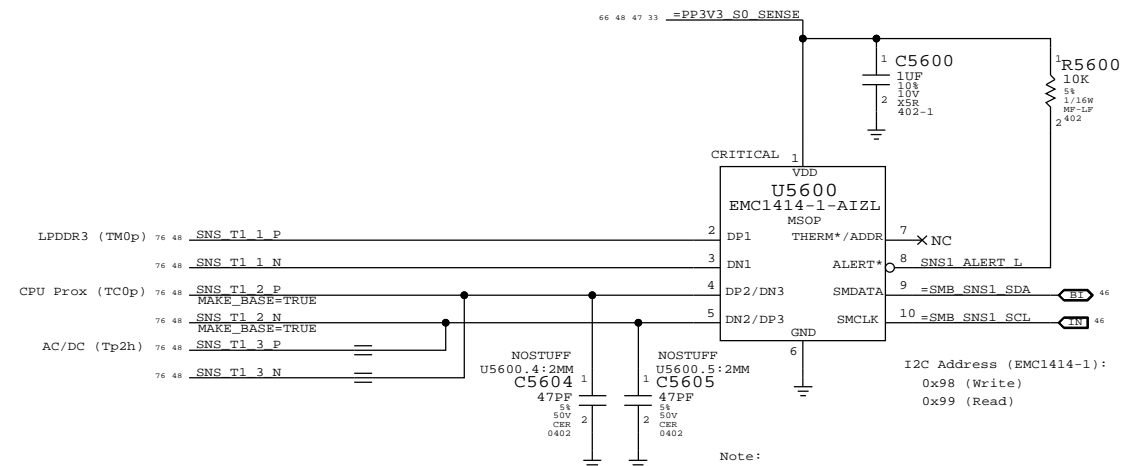 66 48 47 33 =PP3V3_S0_SENSE
1 C5600
1UF
10%
10V
2 X5R
402-1
1 R5600
10K
5%
1/16W
MF-LF
2 402
CRITICAL 1
VDD
U5600
EMC1414-1-AIZL
MSOP
LPDDR3 (TM0p) 76 48 SNS_T1_1_P 2 DP1 THERM*/ADDR 7 NC
76 48 SNS_T1_1_N 3 DN1 ALERT* 8 SNS1_ALERT_L
CPU Prox (TC0p) 76 48 SNS_T1_2_P 4 DP2/DN3 SMDATA 9 =SMB_SNS1_SDA BI 46
MAKE_BASE=TRUE
76 48 SNS_T1_2_N 5 DN2/DP3 SMCLK 10 =SMB_SNS1_SCL IN 46
MAKE_BASE=TRUE
GND
6
AC/DC (Tp2h) 76 48 SNS_T1_3_P
76 48 SNS_T1_3_N
NOSTUFF
U5600.4:2MM
C5604 1
47PF
5%
50V
CER 2
0402
NOSTUFF
U5600.5:2MM
1 C5605
47PF
5%
50V
2 CER
0402
I2C Address (EMC1414-1):
0x98 (Write)
0x99 (Read)
Note: